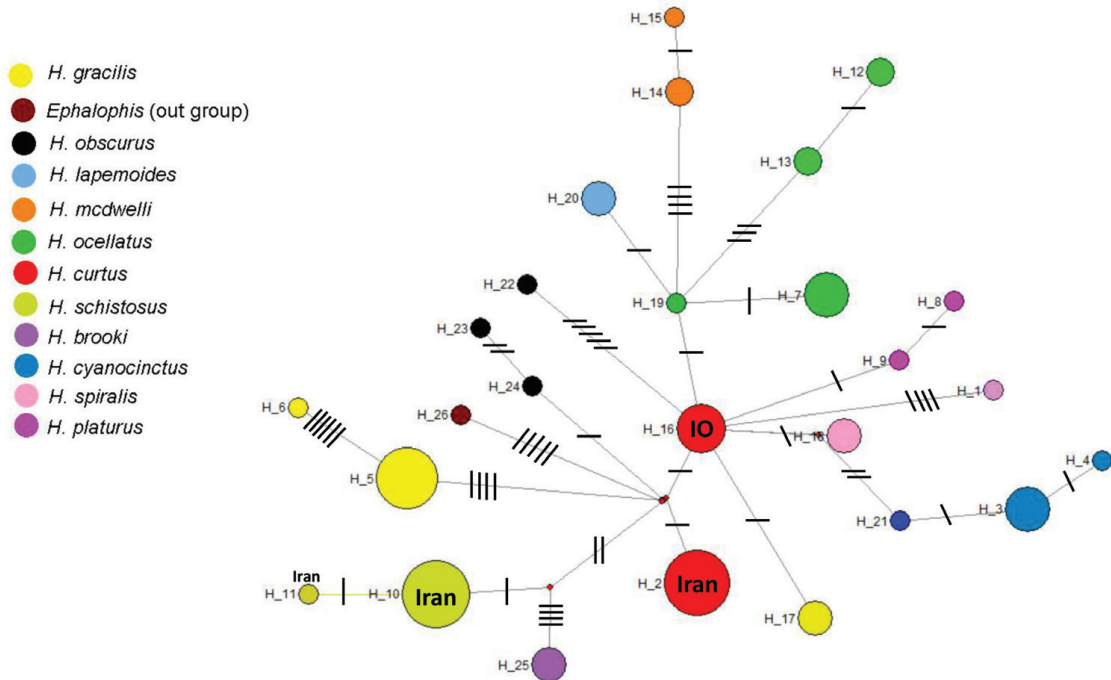 H. gracilis
Ephalophis (out group)
H. obscurus
H. lapemoides
H. mcdwelli
H. ocellatus
H. curtus
H. schistosus
H. brooki
H. cyanocinctus
H. spiralis
H. platurus
H_15
H_14
H_12
H_13
H_20
H_22
H_19
H_7
H_8
H_23
H_9
H_24
H_1
H_6
H_26
H_16
IO
H_18
H_4
H_5
H_3
H_21
Iran
H_11
H_10
Iran
H_2
Iran
H_17
H_25